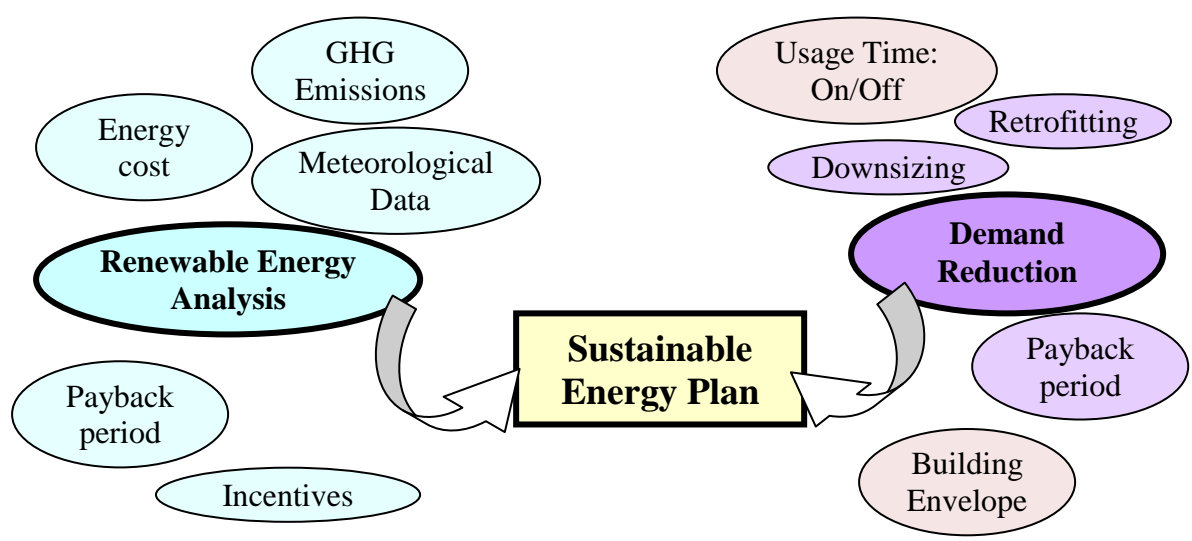 GHG
Emissions
Energy
cost
Meteorological
Data
Renewable Energy
Analysis
Payback
period
Incentives
Sustainable
Energy Plan
Usage Time:
On/Off
Retrofitting
Downsizing
Demand
Reduction
Payback
period
Building
Envelope